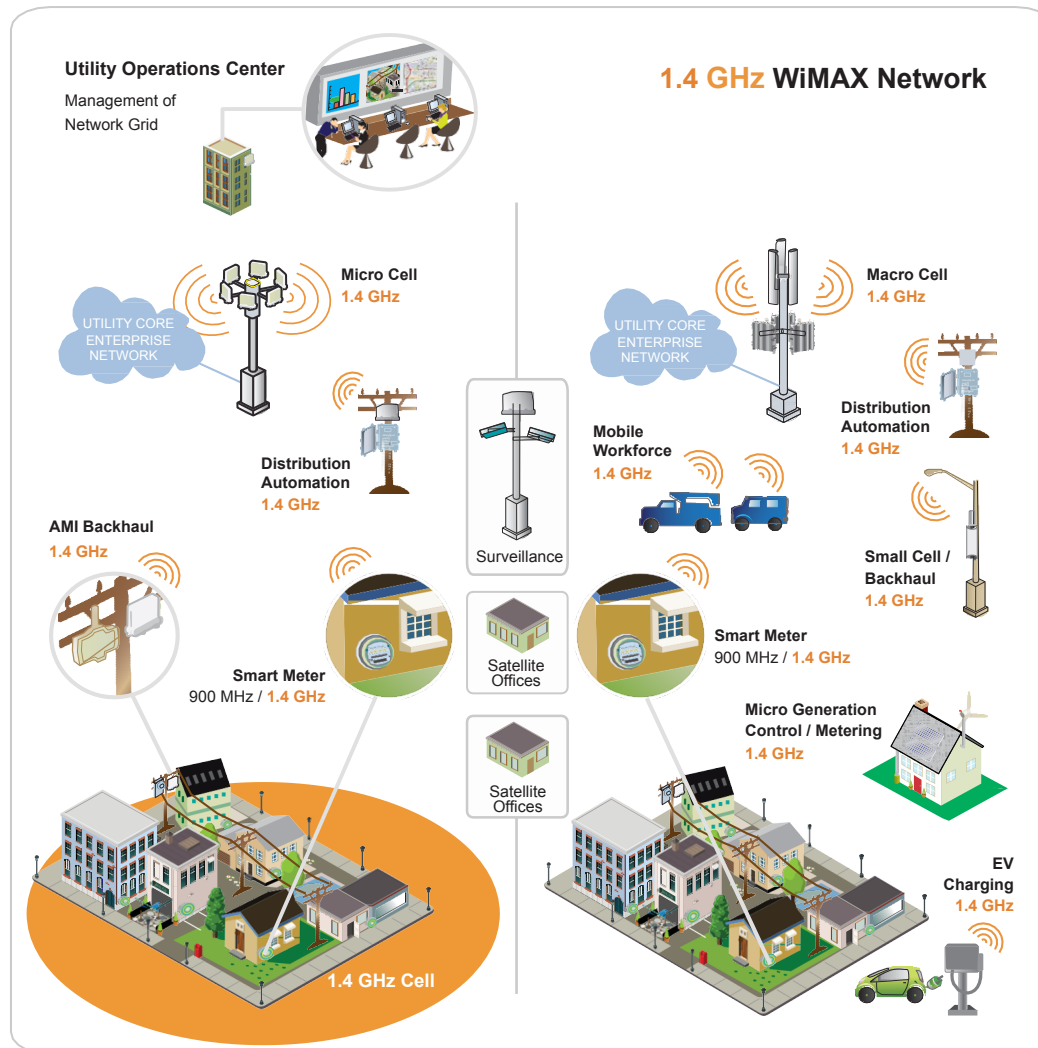 Utility Operations Center
Management of
Network Grid
1.4 GHz WiMAX Network
Micro Cell
1.4 GHz
UTILITY CORE
ENTERPRISE
NETWORK
Distribution
Automation
1.4 GHz
AMI Backhaul
1.4 GHz
Smart Meter
900 MHz / 1.4 GHz
1.4 GHz Cell
Surveillance
Satellite
Offices
Satellite
Offices
Macro Cell
1.4 GHz
UTILITY CORE
ENTERPRISE
NETWORK
Distribution
Automation
1.4 GHz
Mobile
Workforce
1.4 GHz
Small Cell /
Backhaul
1.4 GHz
Smart Meter
900 MHz / 1.4 GHz
Micro Generation
Control / Metering
1.4 GHz
EV
Charging
1.4 GHz